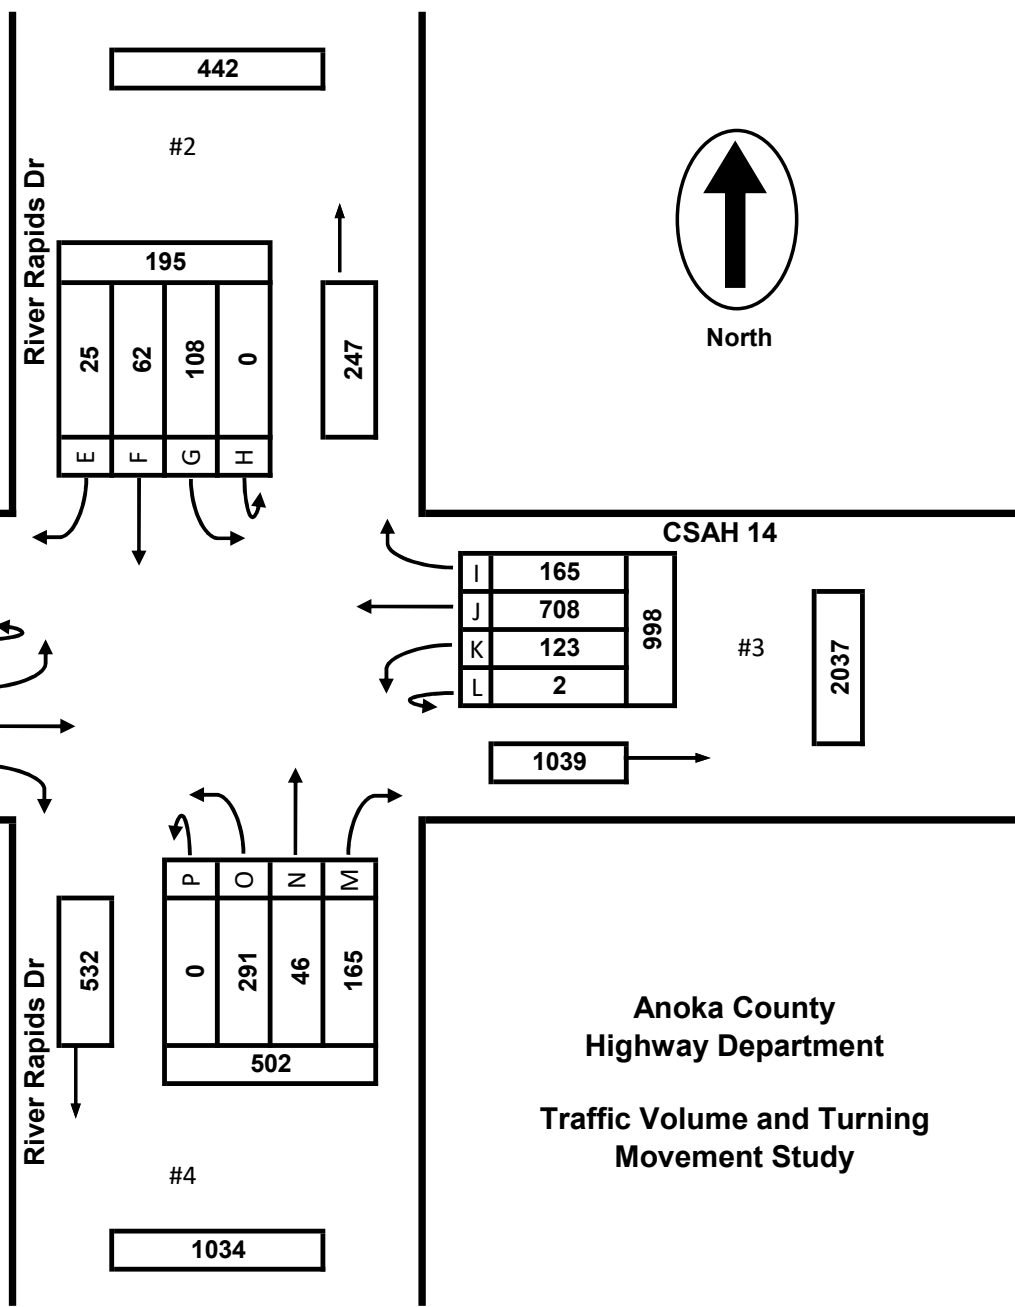 442
#2
River Rapids Dr
195
25 62 108 0
E F G H
247
North
CSAH 14
I 165
J 708
K 123
L 2
998
#3
2037
1039
P O N M
0 291 46 165
502
532
River Rapids Dr
#4
1034
Anoka County
Highway Department
Traffic Volume and Turning
Movement Study